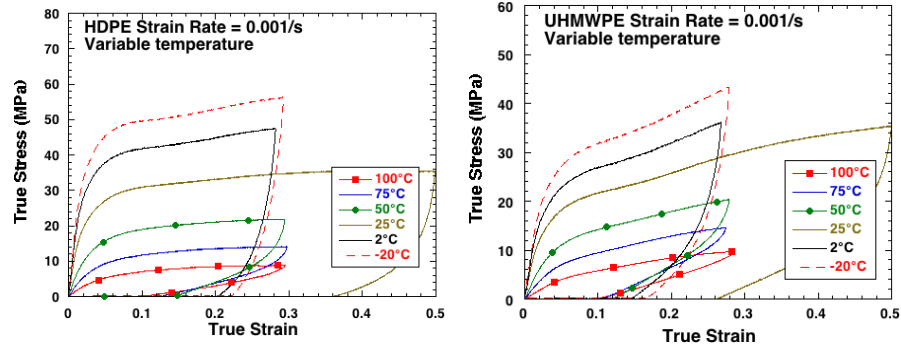 HDPE Strain Rate = 0.001/s
Variable temperature
True Stress (MPa)
80
70
60
50
40
30
20
10
0
0
0.1
0.2
0.3
0.4
0.5
True Strain
100°C
75°C
50°C
25°C
2°C
-20°C
UHMWPE Strain Rate = 0.001/s
Variable temperature
True Stress (MPa)
60
50
40
30
20
10
0
0
0.1
0.2
0.3
0.4
0.5
True Strain
100°C
75°C
50°C
25°C
2°C
-20°C